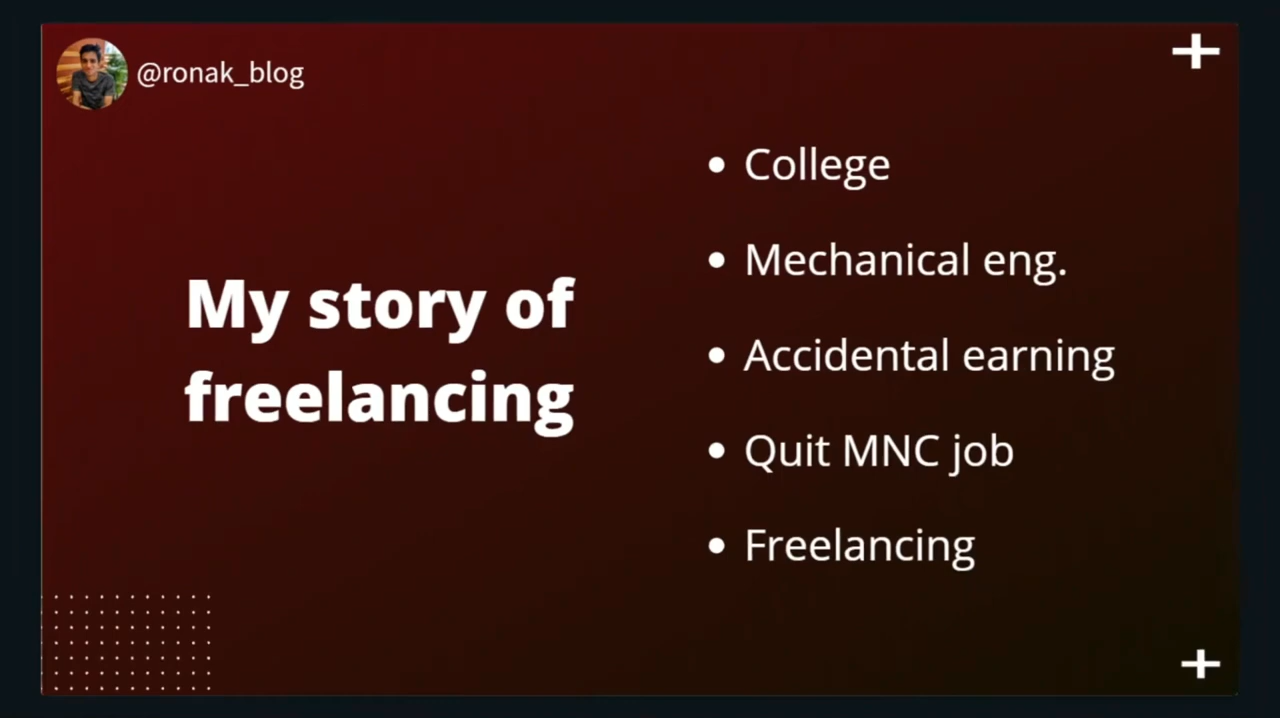 @ronak_blog
My story of
freelancing
• College
• Mechanical eng.
• Accidental earning
• Quit MNC job
• Freelancing